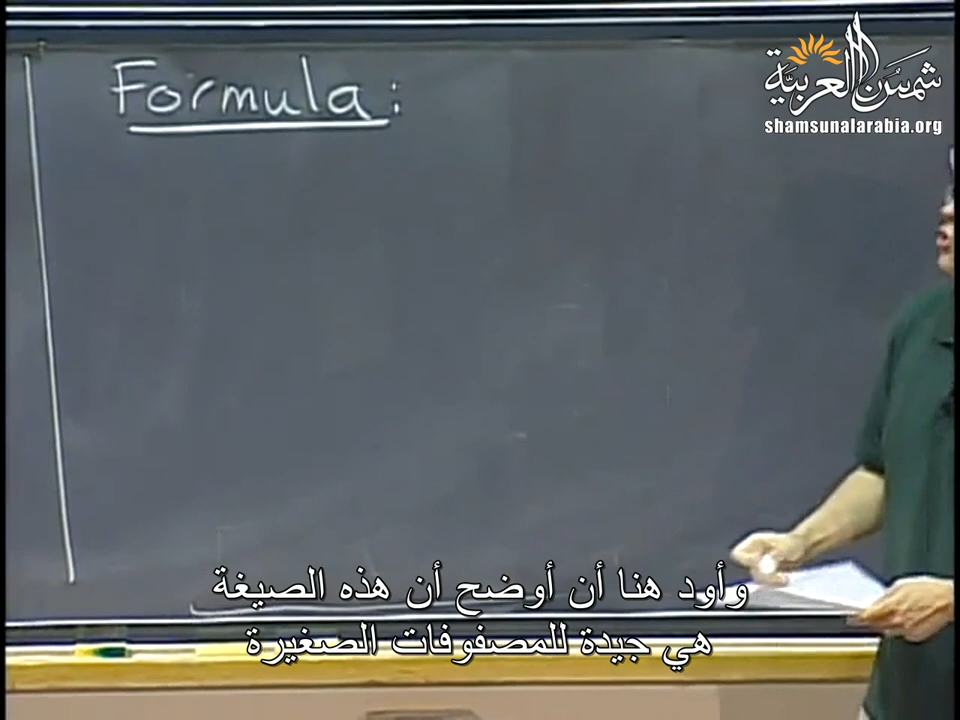 Formula:
شمس العربية
shamsunalarabia.org
وأود هنا أن أوضح أن هذه الصيغة
هي جيدة للمصفوفات الصغيرة